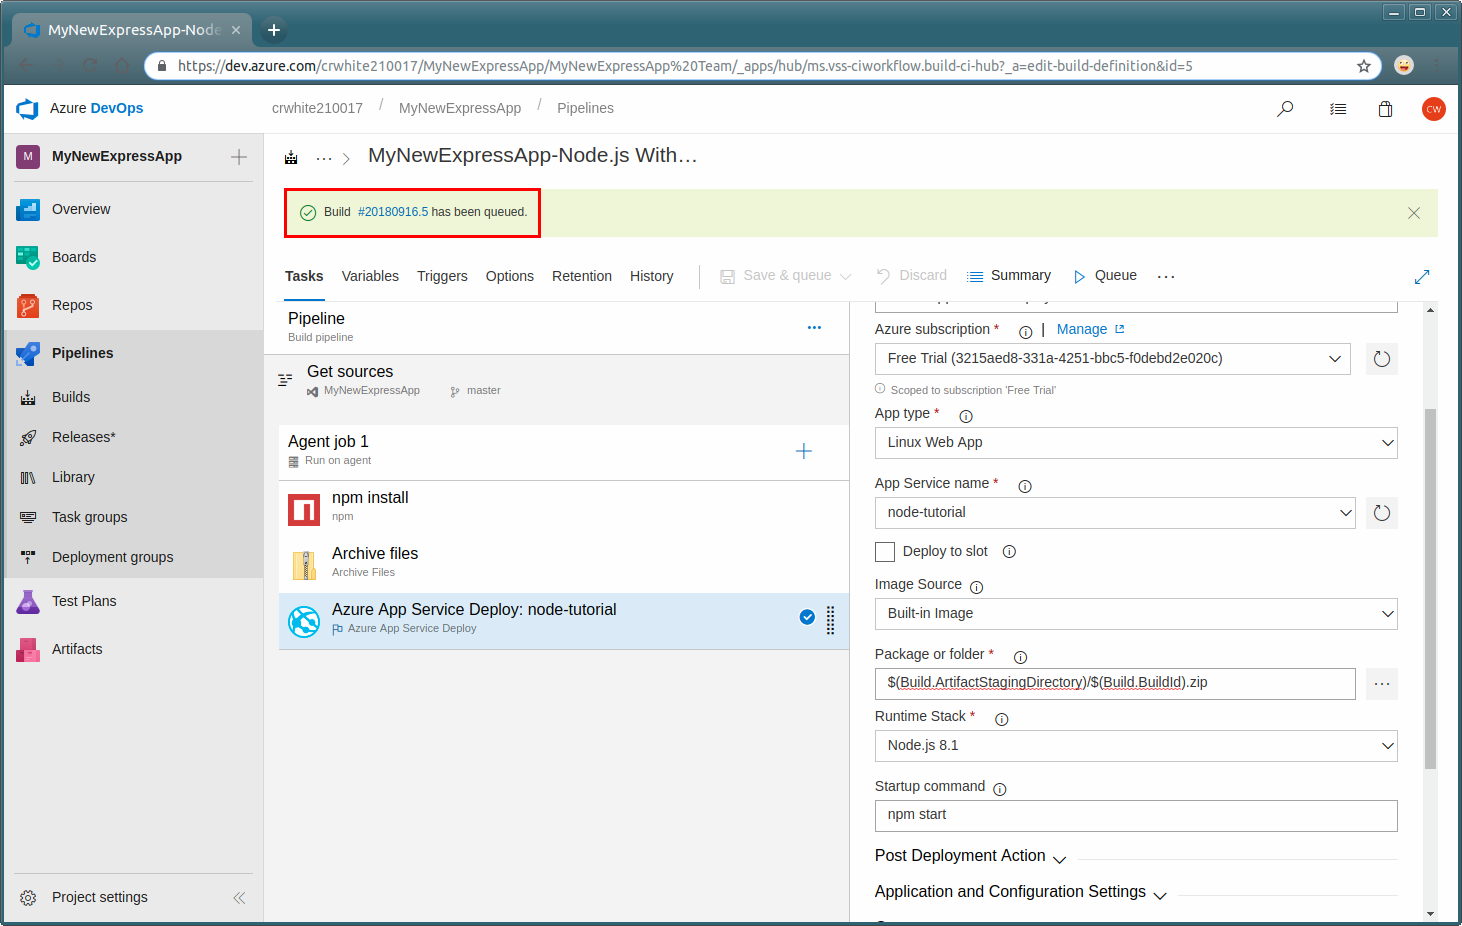 MyNewExpressApp-Node
https://dev.azure.com/crwhite210017/MyNewExpressApp/MyNewExpressApp%20Team/_apps/hub/ms.vss-ciworkflow.build-ci-hub?_a=edit-build-definition&id=5
Azure DevOps
crwhite210017 / MyNewExpressApp / Pipelines
CW
M MyNewExpressApp
MyNewExpressApp-Node.js With...
Build #20180916.5 has been queued.
Overview
Boards
Repos
Pipelines
Builds
Releases*
Library
Task groups
Deployment groups
Test Plans
Artifacts
Project settings
Tasks Variables Triggers Options Retention History Save & queue Discard Summary Queue ...
Pipeline
Build pipeline
Get sources
MyNewExpressApp master
Agent job 1
Run on agent
npm install
npm
Archive files
Archive Files
Azure App Service Deploy: node-tutorial
Azure App Service Deploy
Azure subscription * | Manage
Free Trial (3215aed8-331a-4251-bbc5-f0debd2e020c)
Scoped to subscription 'Free Trial'
App type *
Linux Web App
App Service name *
node-tutorial
Deploy to slot
Image Source
Built-in Image
Package or folder *
$(Build.ArtifactStagingDirectory)/$(Build.BuildId).zip
Runtime Stack *
Node.js 8.1
Startup command
npm start
Post Deployment Action
Application and Configuration Settings